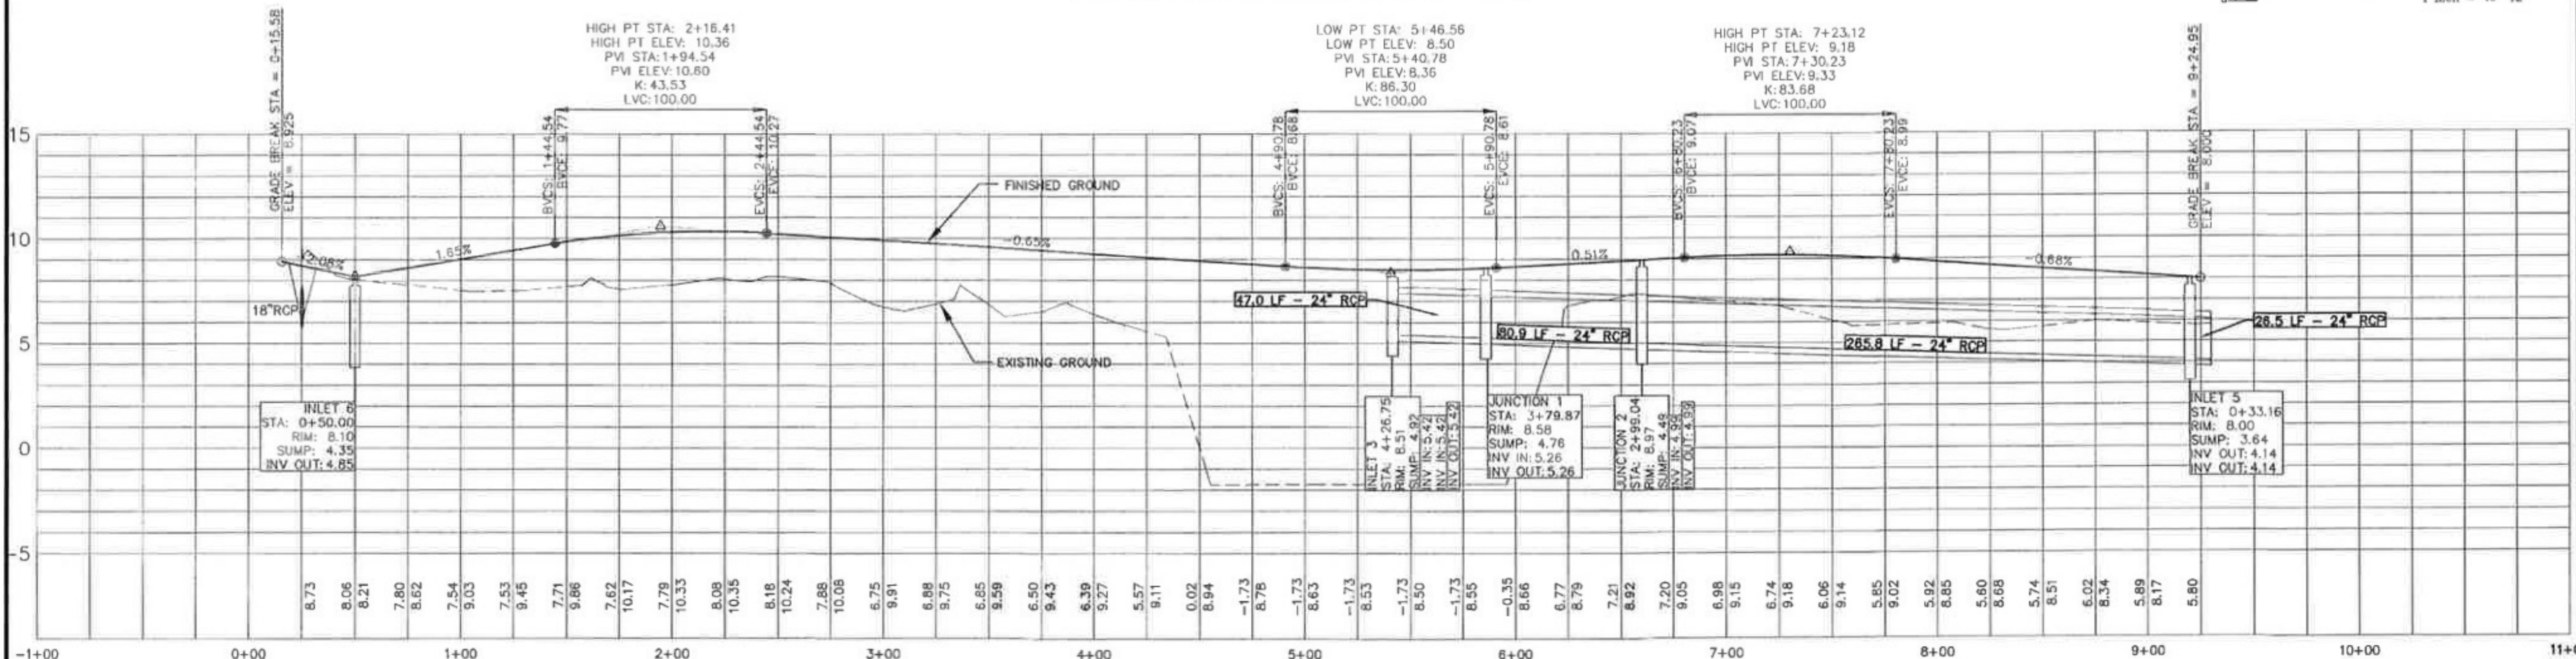 HIGH PT STA: 2+16.41
HIGH PT ELEV: 10.36
PVI STA:1+94.54
PVI ELEV:10.60
K: 43.53
LVC:100.00
LOW PT STA: 5+46.56
LOW PT ELEV: 8.50
PVI STA:5+40.78
PVI ELEV:8.36
K:86.30
LVC:100.00
HIGH PT STA: 7+23.12
HIGH PT ELEV: 9.18
PVI STA:7+30.23
PVI ELEV:9.33
K:83.68
LVC:100.00
GRADE BREAK STA = 0+15.58
ELEV = 8.925
BVCS: 1+44.54
BVCE: 9.77
EVCS: 2+44.54
EVCE: 10.27
BVCS: 4+90.78
BVCE: 8.68
EVCS: 5+90.78
EVCE: 8.61
BVCS: 6+80.23
BVCE: 9.07
EVCS: 7+80.23
EVCE: 8.99
GRADE BREAK STA = 9+24.95
ELEV = 8.000
15
10
5
0
-5
-2.08%
1.65%
FINISHED GROUND
-0.65%
0.51%
-0.68%
18"RCP
EXISTING GROUND
47.0 LF - 24" RCP
80.9 LF - 24" RCP
265.8 LF - 24" RCP
26.5 LF - 24" RCP
INLET 6
STA: 0+50.00
RIM: 8.10
SUMP: 4.35
INV OUT:4.85
INLET 3
STA: 4+26.75
RIM: 8.51
SUMP: 4.92
INV IN:5.42
INV IN:5.42
INV OUT:5.42
JUNCTION 1
STA: 3+79.87
RIM: 8.58
SUMP: 4.76
INV IN:5.26
INV OUT:5.26
JUNCTION 2
STA: 2+99.04
RIM: 8.97
SUMP: 4.49
INV IN:4.99
INV OUT:4.99
INLET 5
STA: 0+33.16
RIM: 8.00
SUMP: 3.64
INV OUT:4.14
INV OUT:4.14
8.73
8.06
8.21
7.80
8.62
7.54
9.03
7.53
9.45
7.71
9.86
7.62
10.17
7.79
10.33
8.08
10.35
8.18
10.24
7.88
10.08
6.75
9.91
6.88
9.75
6.85
9.59
6.50
9.43
6.39
9.27
5.57
9.11
0.02
8.94
-1.73
8.78
-1.73
8.63
-1.73
8.53
-1.73
8.50
-1.73
8.55
-0.35
8.66
6.77
8.79
7.21
8.92
7.20
9.05
6.98
9.15
6.74
9.18
6.06
9.14
5.85
9.02
5.92
8.85
5.60
8.68
5.74
8.51
6.02
8.34
5.89
8.17
5.80
-1+00
0+00
1+00
2+00
3+00
4+00
5+00
6+00
7+00
8+00
9+00
10+00